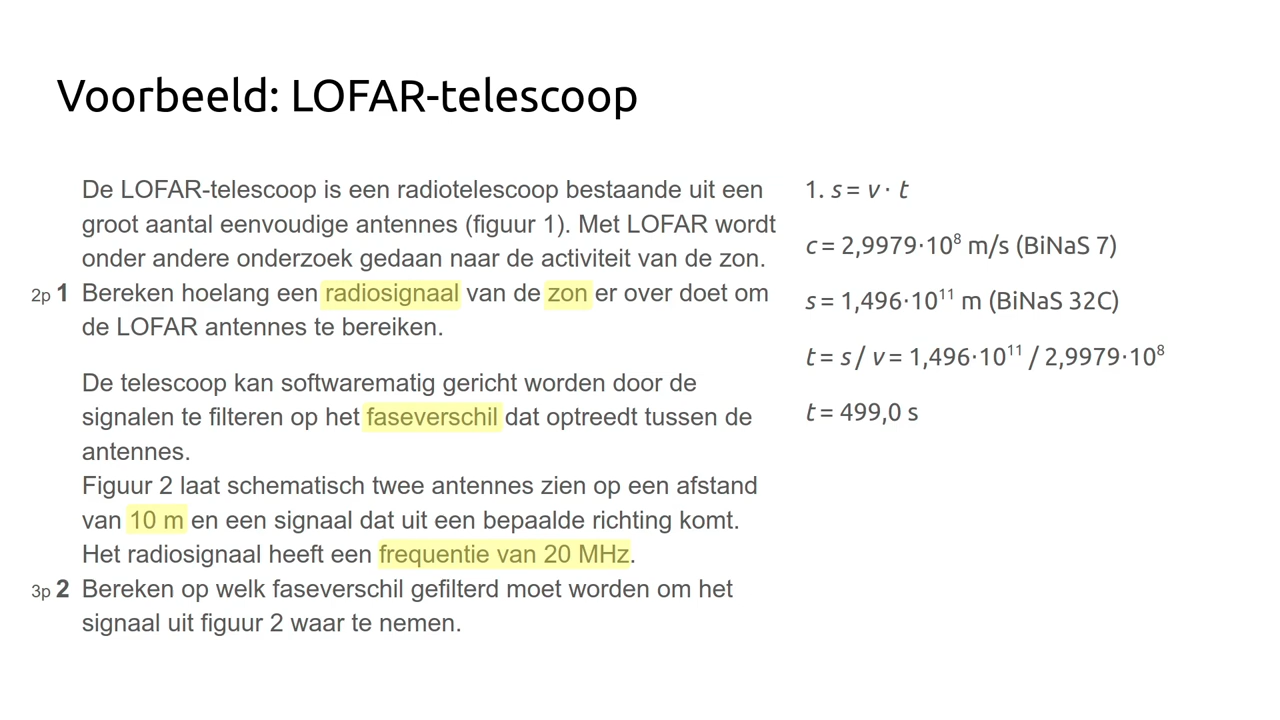 Voorbeeld: LOFAR-telescoop
De LOFAR-telescoop is een radiotelescoop bestaande uit een
groot aantal eenvoudige antennes (figuur 1). Met LOFAR wordt
onder andere onderzoek gedaan naar de activiteit van de zon.
2p 1 Bereken hoelang een radiosignaal van de zon er over doet om
de LOFAR antennes te bereiken.
De telescoop kan softwarematig gericht worden door de
signalen te filteren op het faseverschil dat optreedt tussen de
antennes.
Figuur 2 laat schematisch twee antennes zien op een afstand
van 10 m en een signaal dat uit een bepaalde richting komt.
Het radiosignaal heeft een frequentie van 20 MHz.
3p 2 Bereken op welk faseverschil gefilterd moet worden om het
signaal uit figuur 2 waar te nemen.
1. s = v · t
c = 2,9979·10⁸ m/s (BiNaS 7)
s = 1,496·10¹¹ m (BiNaS 32C)
t = s / v = 1,496·10¹¹ / 2,9979·10⁸
t = 499,0 s